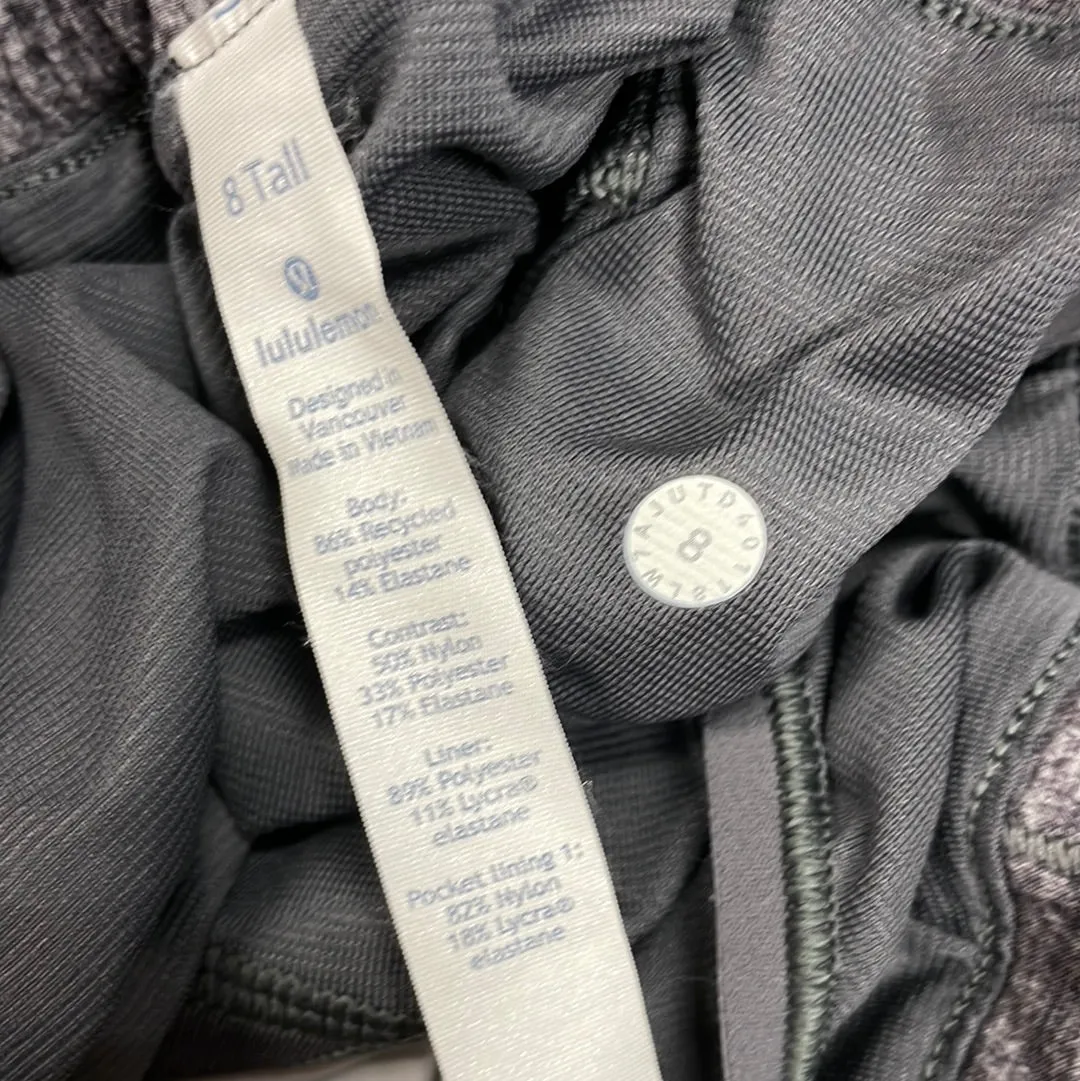 8 Tall
lululemon
Designed in
Vancouver
Made in Vietnam
Body:
86% Recycled
polyester
14% Elastane
Contrast:
50% Nylon
33% Polyester
17% Elastane
Liner:
89% Polyester
11% Lycra®
elastane
Pocket Lining 1:
82% Nylon
18% Lycra®
elastane
8